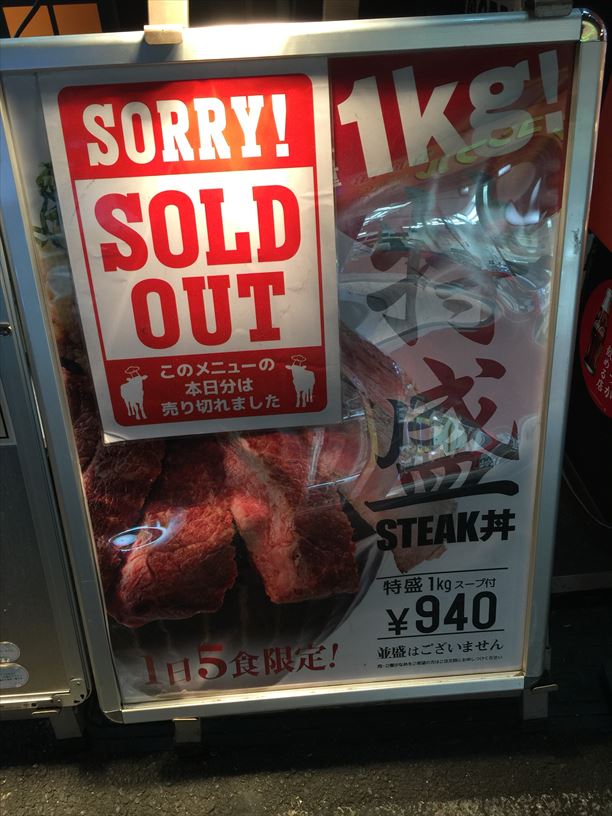 SORRY!
SOLD
OUT
このメニューの
本日分は
売り切れました
1kg!
特盛
STEAK丼
特盛 1kg スープ付
¥940
並盛はございません
1日5食限定!